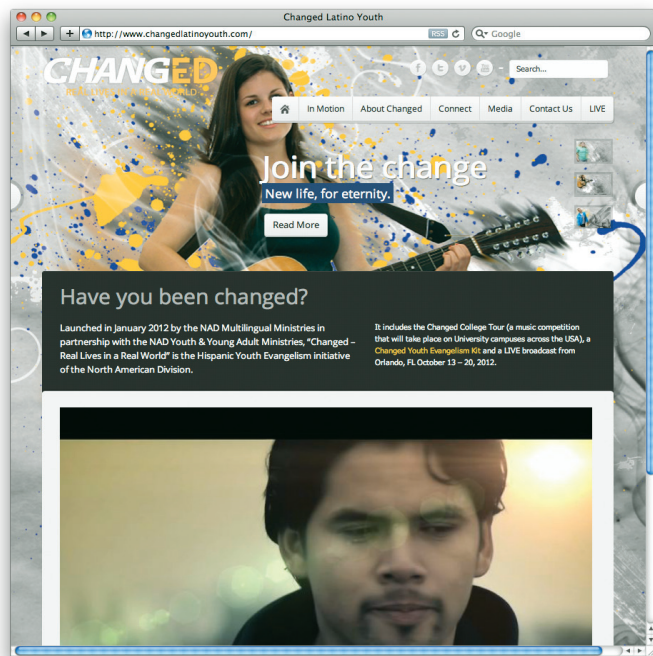 Changed Latino Youth
http://www.changedlatinoyouth.com/
RSS
Google
CHANGED
REAL LIVES IN A REAL WORLD
Search...
In Motion
About Changed
Connect
Media
Contact Us
LIVE
Join the change
New life, for eternity.
Read More
Have you been changed?
Launched in January 2012 by the NAD Multilingual Ministries in
partnership with the NAD Youth & Young Adult Ministries, “Changed –
Real Lives in a Real World” is the Hispanic Youth Evangelism initiative
of the North American Division.
It includes the Changed College Tour (a music competition
that will take place on University campuses across the USA), a
Changed Youth Evangelism Kit and a LIVE broadcast from
Orlando, FL October 13 – 20, 2012.